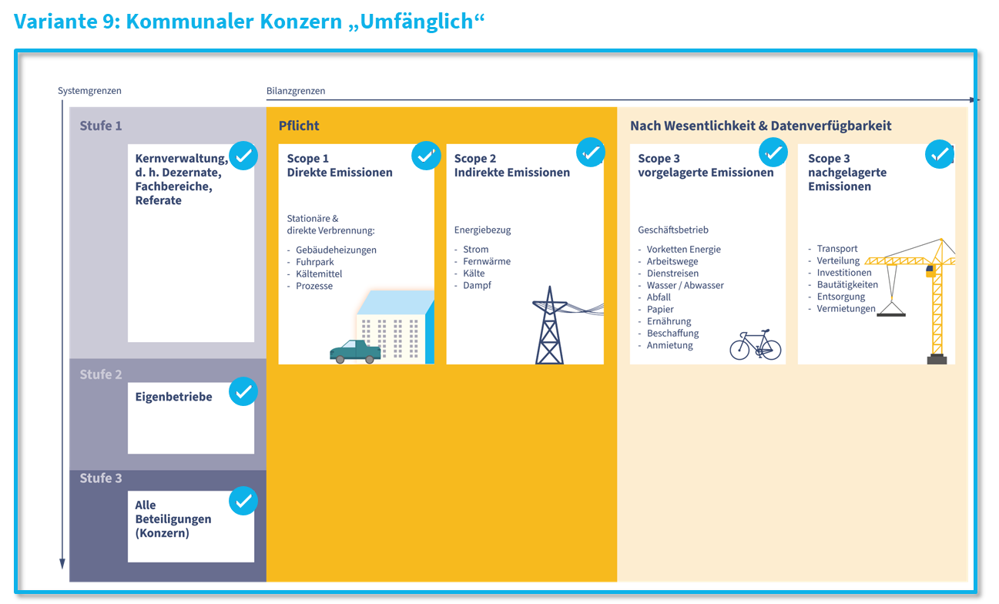 Variante 9: Kommunaler Konzern „Umfänglich“
Systemgrenzen
Bilanzgrenzen
Stufe 1
Kernverwaltung,
d. h. Dezernate,
Fachbereiche,
Referate
Stufe 2
Eigenbetriebe
Stufe 3
Alle
Beteiligungen
(Konzern)
Pflicht
Scope 1
Direkte Emissionen
Stationäre &
direkte Verbrennung:
- Gebäudeheizungen
- Fuhrpark
- Kältemittel
- Prozesse
Scope 2
Indirekte Emissionen
Energiebezug
- Strom
- Fernwärme
- Kälte
- Dampf
Nach Wesentlichkeit & Datenverfügbarkeit
Scope 3
vorgelagerte Emissionen
Geschäftsbetrieb
- Vorketten Energie
- Arbeitswege
- Dienstreisen
- Wasser / Abwasser
- Abfall
- Papier
- Ernährung
- Beschaffung
- Anmietung
Scope 3
nachgelagerte
Emissionen
- Transport
- Verteilung
- Investitionen
- Bautätigkeiten
- Entsorgung
- Vermietungen